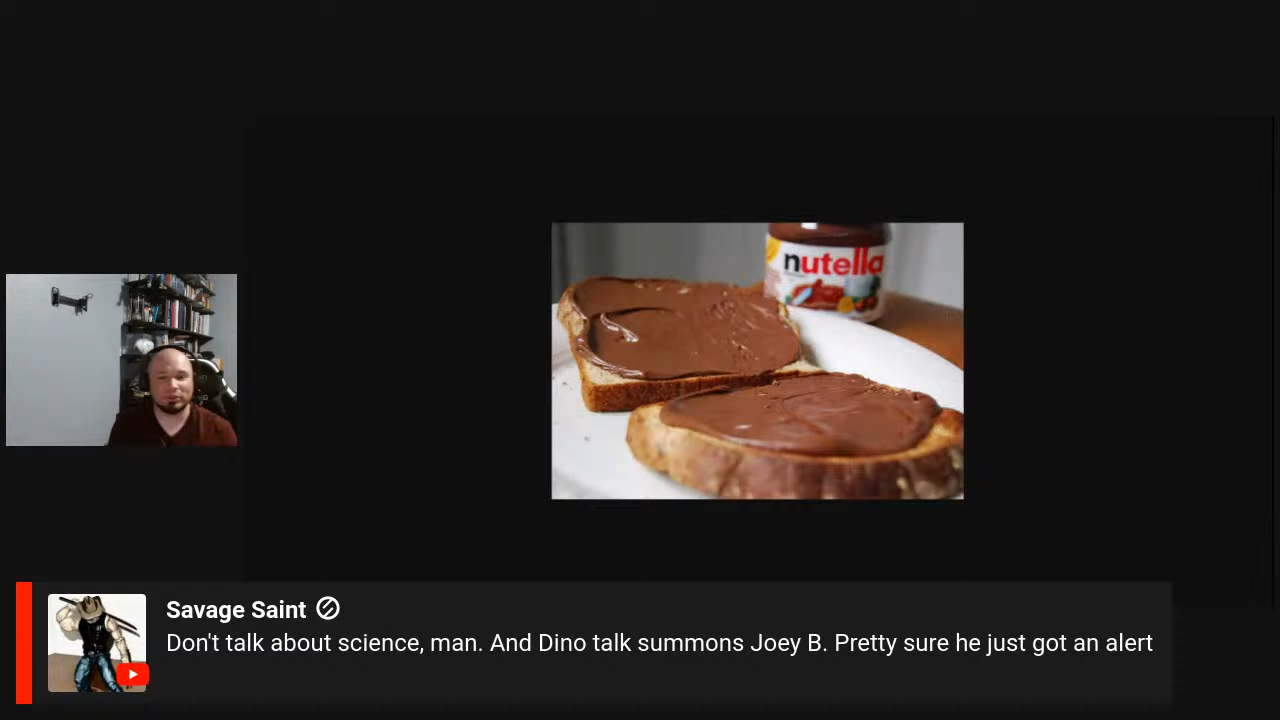 nutella
Savage Saint
Don't talk about science, man. And Dino talk summons Joey B. Pretty sure he just got an alert